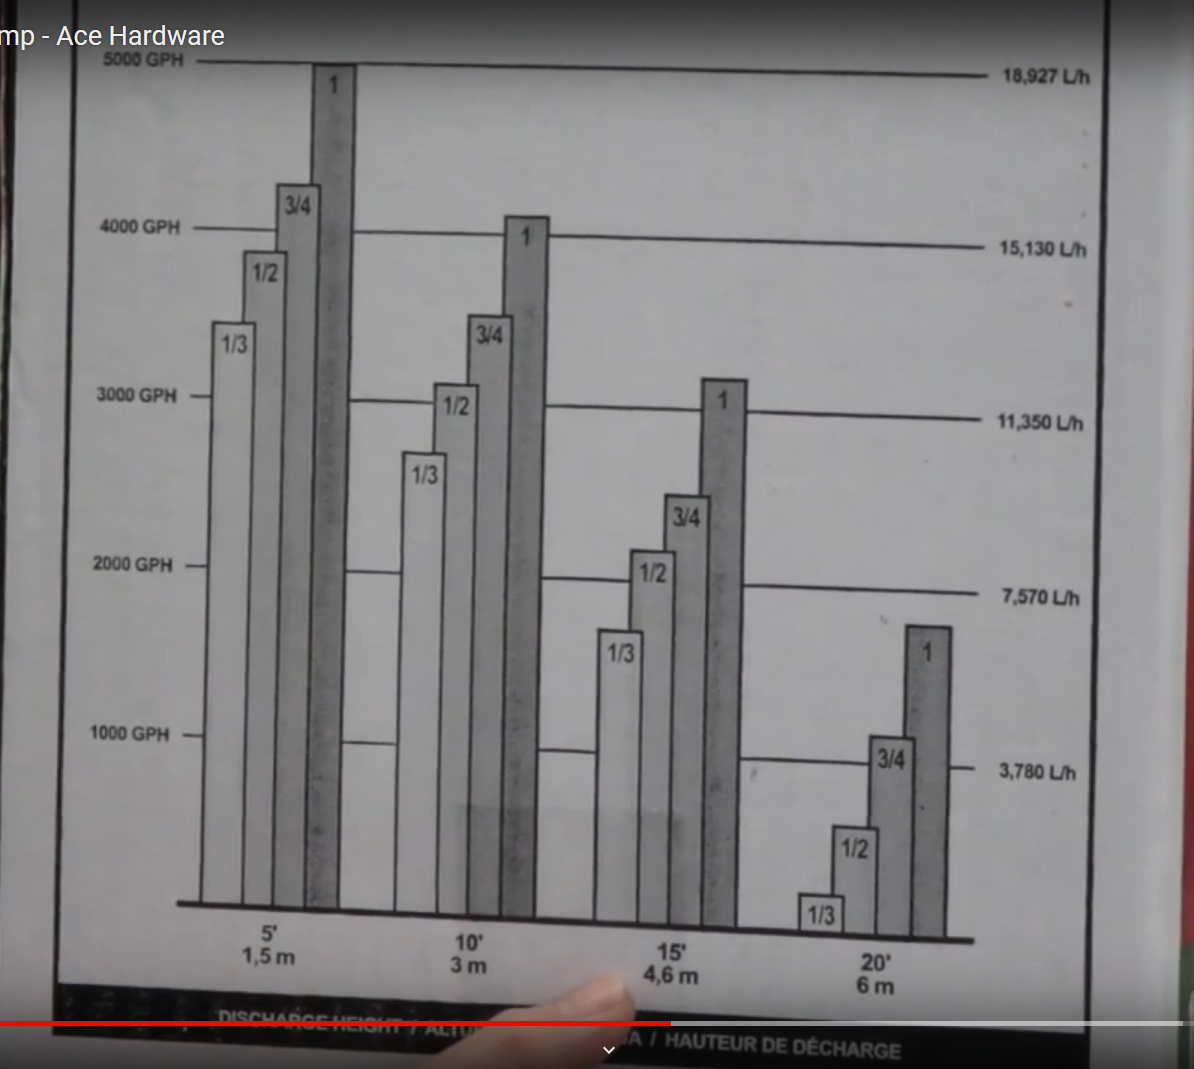 mp - Ace Hardware
5000 GPH
18,927 L/h
1
3/4
4000 GPH
1
15,130 L/h
1/2
1/3
3/4
3000 GPH
1/2
1
11,350 L/h
1/3
3/4
2000 GPH
1/2
7,570 L/h
1/3
1
1000 GPH
3/4
3,780 L/h
1/2
1/3
5'
1,5 m
10'
3 m
15'
4,6 m
20'
6 m
DISCHARGE HEIGHT / / HAUTEUR DE DÉCHARGE